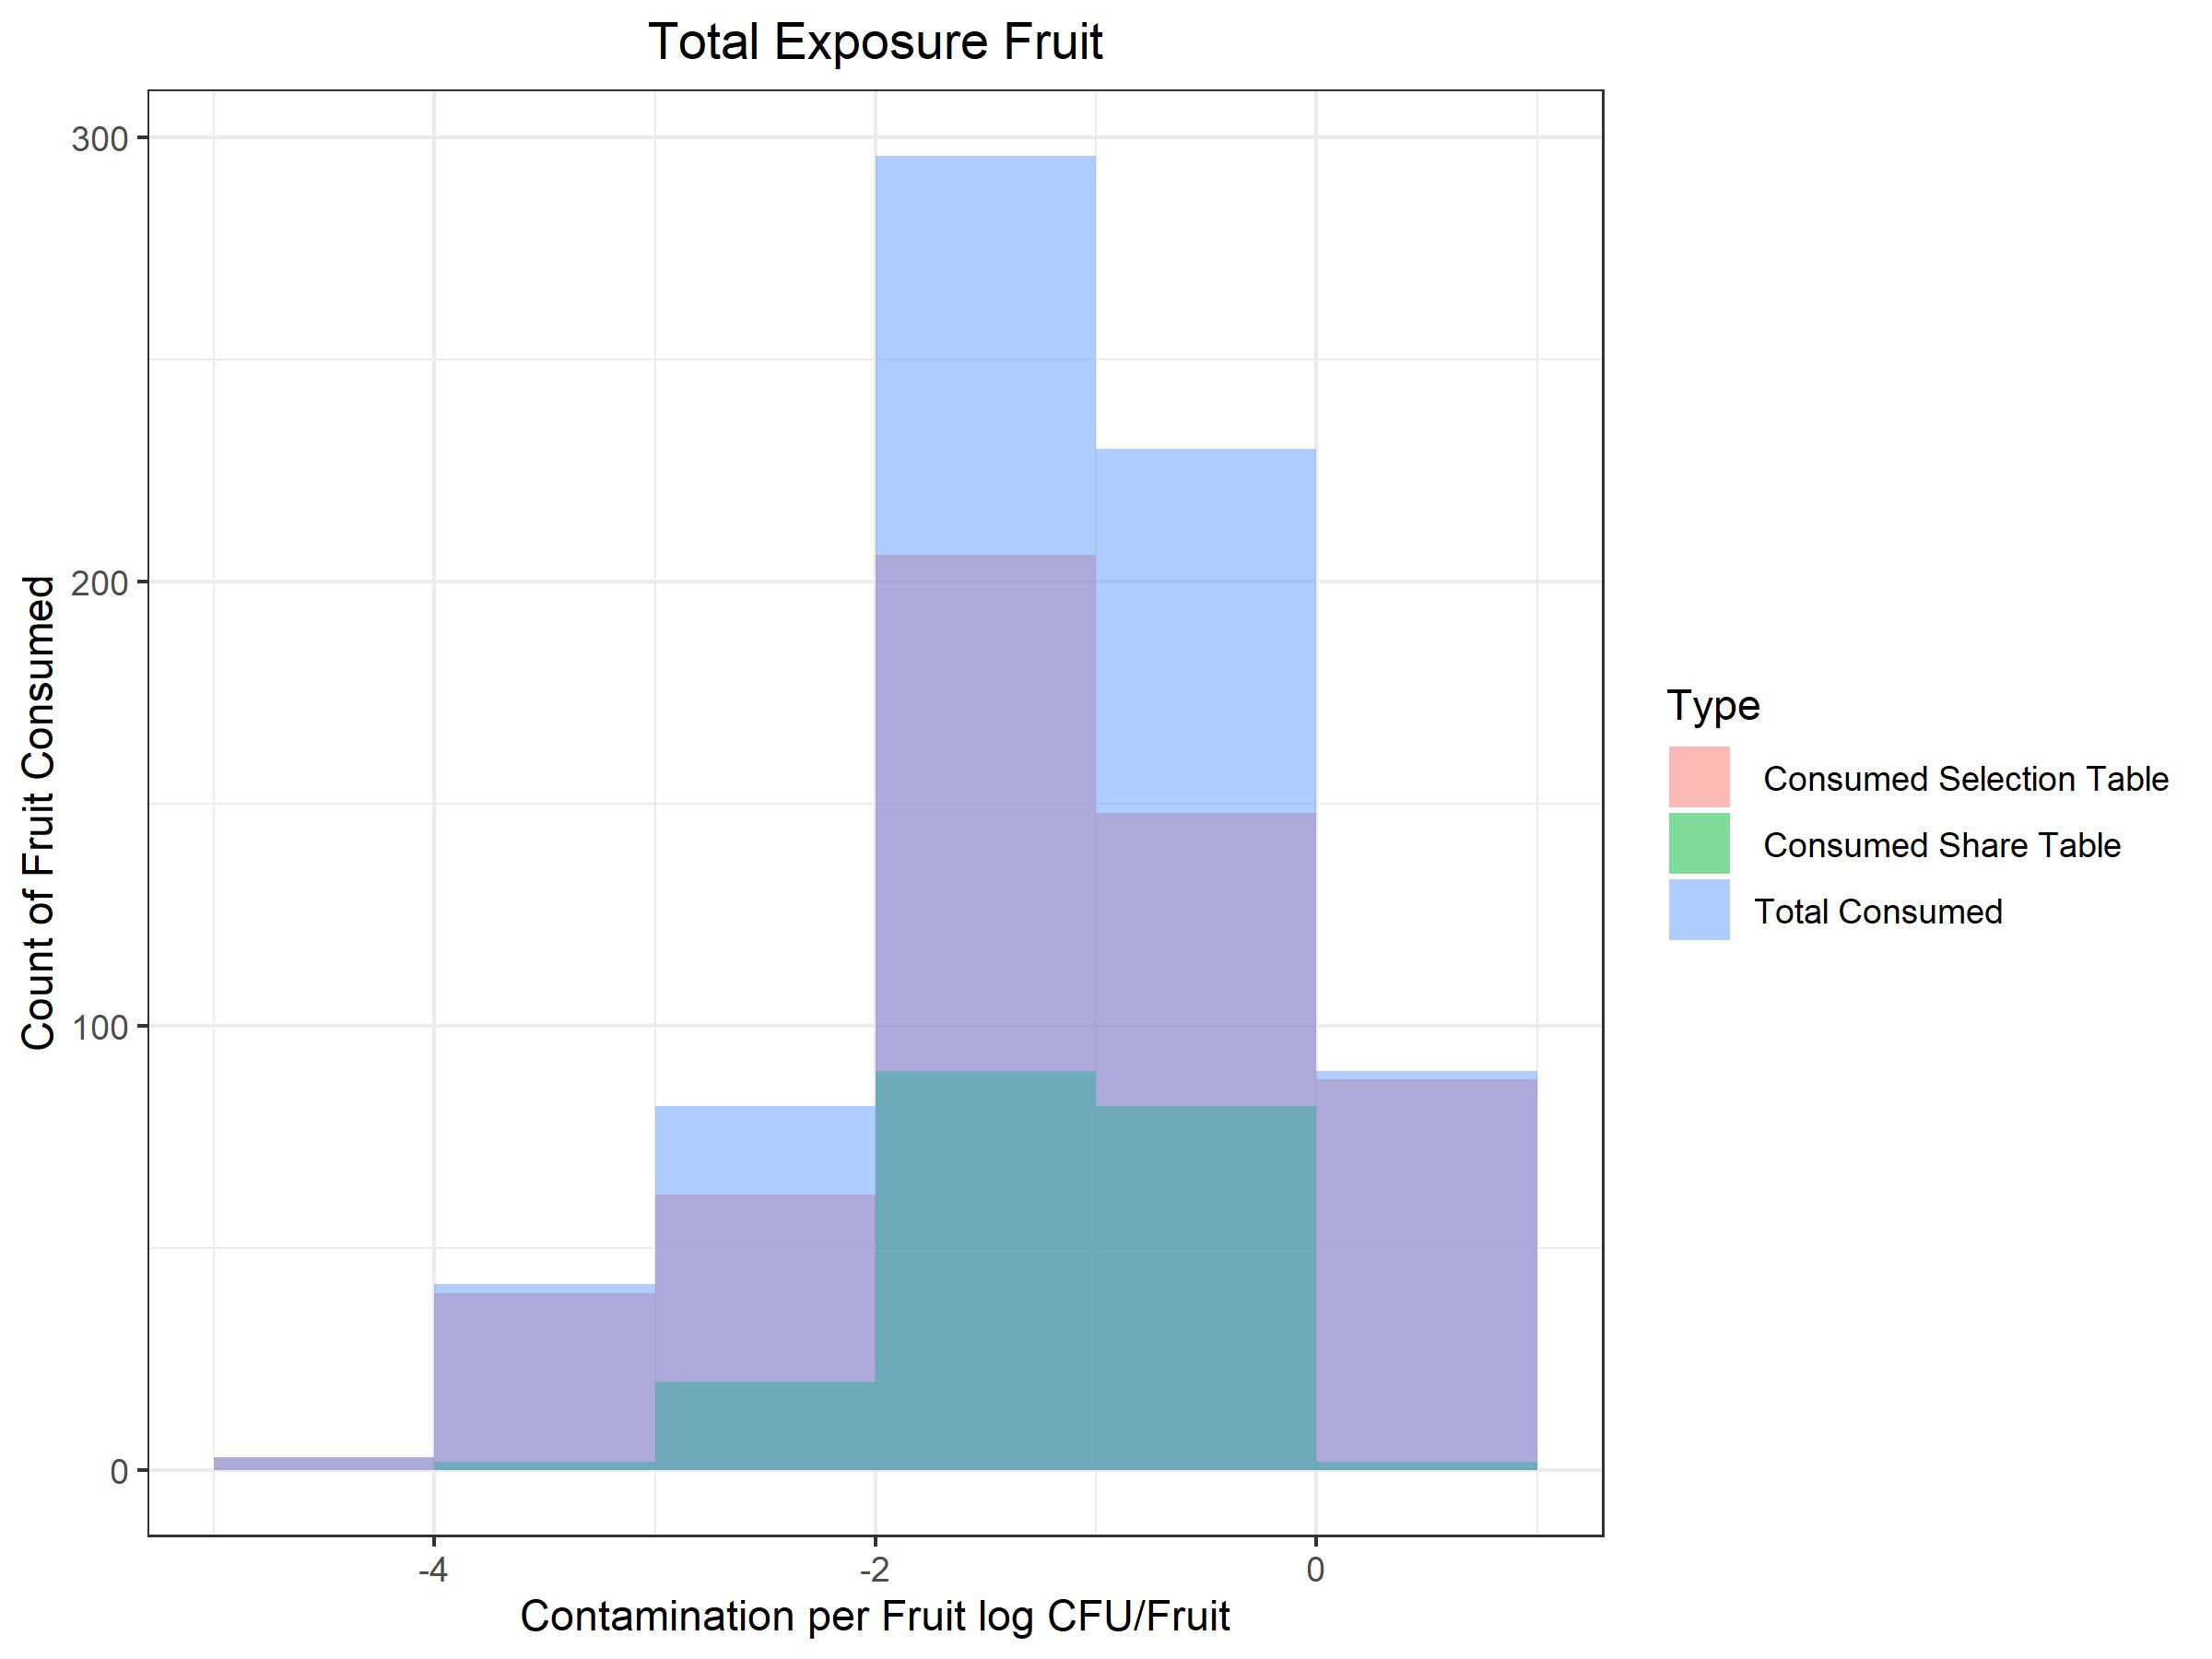 Total Exposure Fruit
300
200
100
0
Count of Fruit Consumed
-4
-2
0
Contamination per Fruit log CFU/Fruit
Type
Consumed Selection Table
Consumed Share Table
Total Consumed